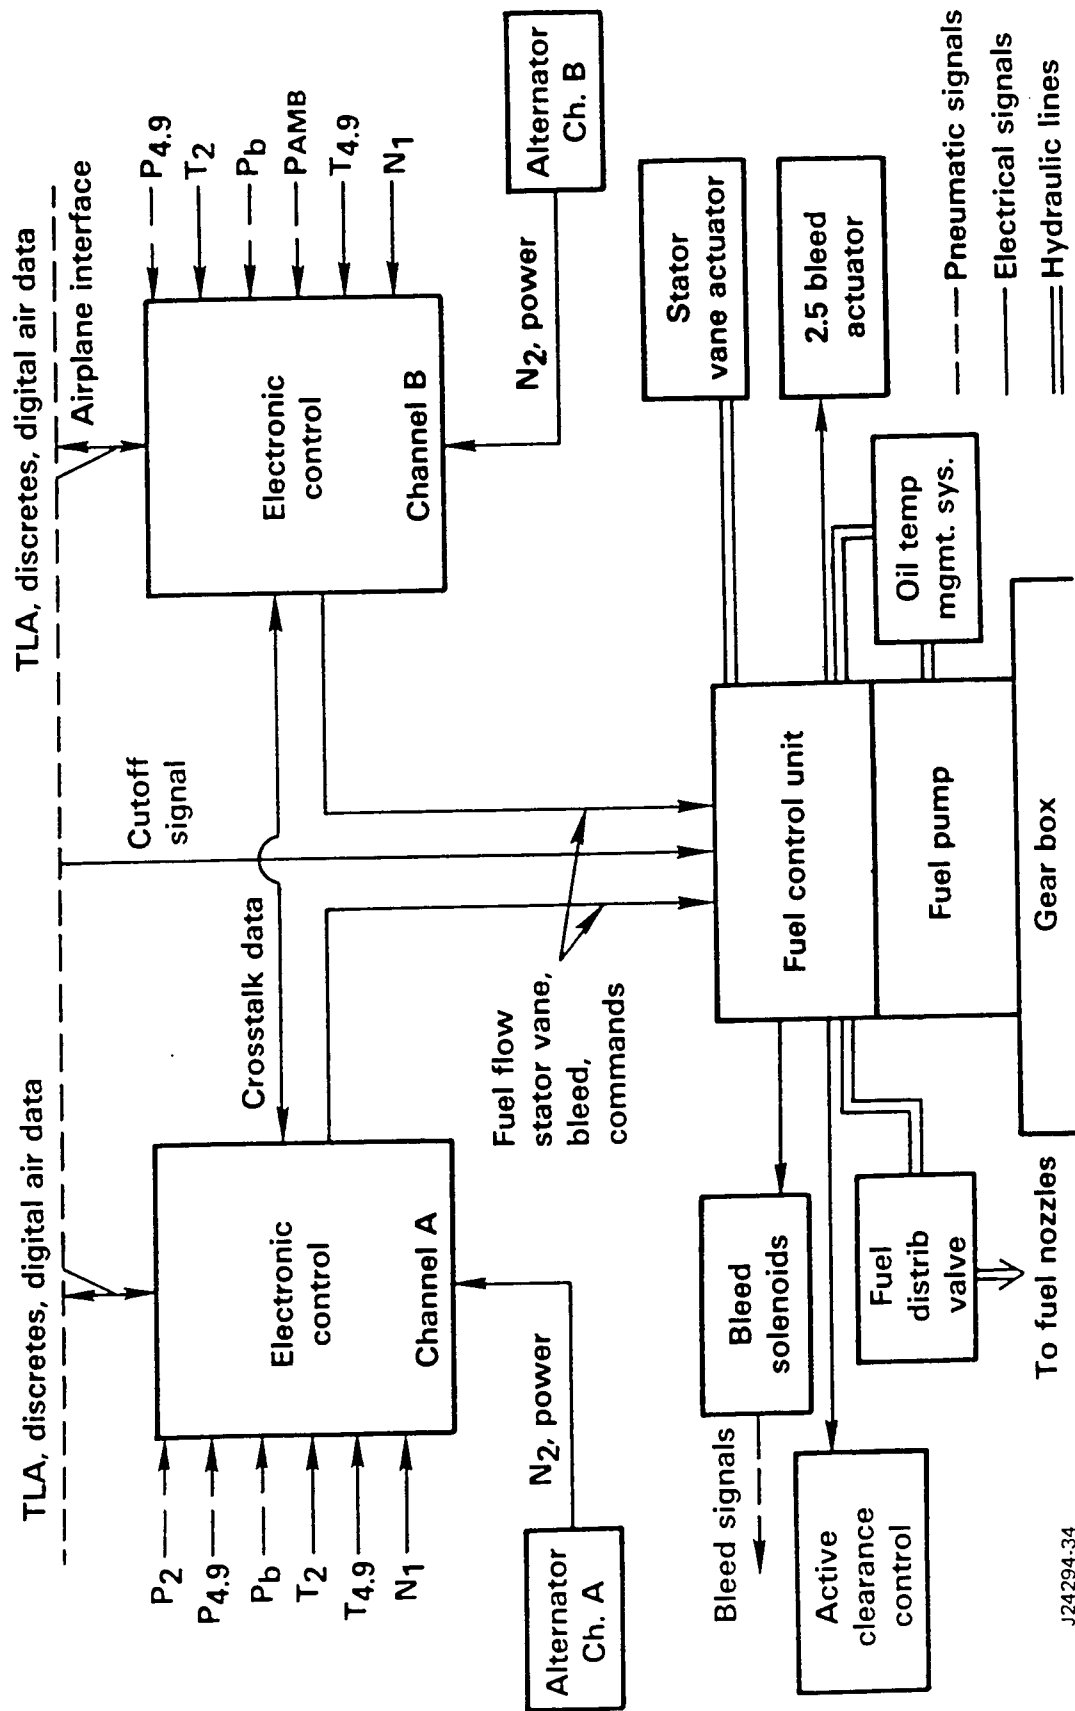 TLA, discretes, digital air data
TLA, discretes, digital air data
Airplane interface
Cutoff
signal
P2
P4.9
Pb
T2
T4.9
N1
Electronic
control
Channel A
Crosstalk data
Electronic
control
Channel B
P4.9
T2
Pb
PAMB
T4.9
N1
N2, power
Alternator
Ch. A
Fuel flow
stator vane,
bleed,
commands
N2, power
Alternator
Ch. B
Bleed signals
Bleed
solenoids
Active
clearance
control
Fuel
distrib
valve
To fuel nozzles
Fuel control unit
Fuel pump
Gear box
Stator
vane actuator
2.5 bleed
actuator
Oil temp
mgmt. sys.
Pneumatic signals
Electrical signals
Hydraulic lines
J24294-34